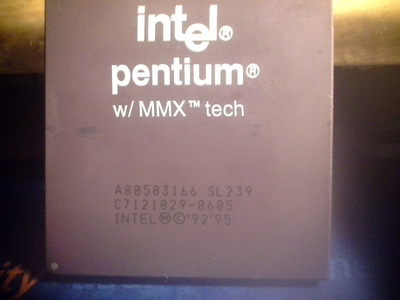 intel®
pentium®
w/ MMX™ tech
A80503166 SL239
C7121029-0605
INTEL Ⓜ©'92'95